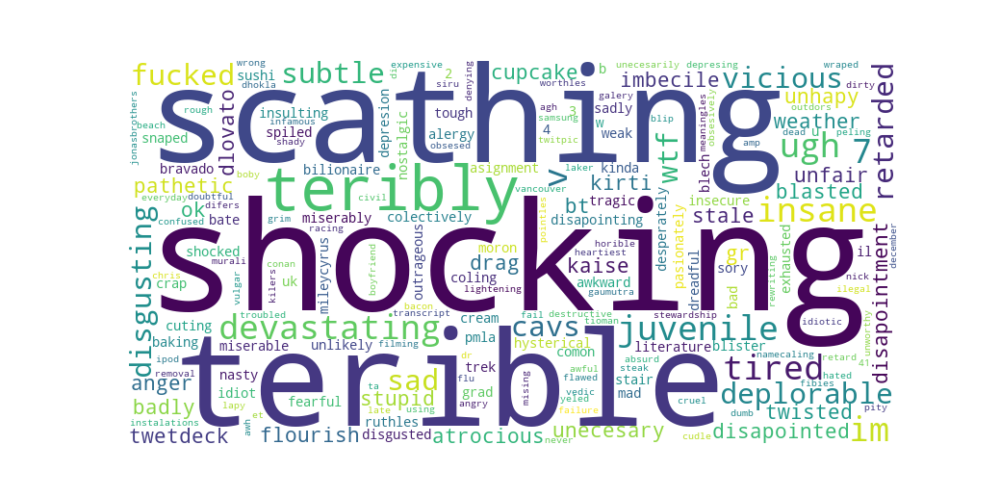 scathing
shocking
terible
teribly
fucked
subtle
cupcake
imbecile
vicious
wrong
sushi
expensive
di
2
b
unecesarily
depresing
wraped
dhokla
siru
denying
worthles
galery
dirty
rough
insulting
tough
agh
samsung
3
sadly
obsesively
unhapy
outdors
beach
infamous
depresion
obsesed
twitpic
w
weak
blip
meaningles
amp
weather
dead
peling
jonasbrothers
snaped
dlovato
spiled
shady
nostalgic
alergy
4
wtf
blech
ugh
7
retarded
bravado
boby
bilionaire
asignment
v
laker
kinda
unfair
pathetic
civil
vancouver
kirti
blasted
everyday
doubtful
tragic
desperately
insecure
ok
difers
bate
grim
miserably
colectively
bt
disapointing
pasionately
stale
insane
confused
racing
pointles
disgusting
shocked
murali
conan
mileycyrus
boyfriend
outrageous
moron
horible
heartiest
gr
sory
exhausted
il
december
crap
chris
vulgar
kilers
uk
drag
coling
kaise
awkward
dreadful
bad
rewriting
nick
ilegal
disapointment
lightening
gaumutra
bacon
transcript
troubled
filming
cream
fail
destructive
tioman
stewardship
idiotic
unworthy
devastating
cavs
juvenile
cuting
baking
miserable
unlikely
pmla
hysterical
comon
literature
blister
namecaling
retard
41
ipod
removal
nasty
dr
trek
awful
absurd
steak
tired
hated
fibies
anger
idiot
ta
sad
flu
grad
flawed
stair
deplorable
lapy
fearful
stupid
angry
mising
vedic
mad
cruel
badly
et
late
using
ruthles
yeled
dumb
twisted
pity
instalations
awh
failure
unecesary
twetdeck
flourish
disgusted
atrocious
never
cudle
disapointed
im